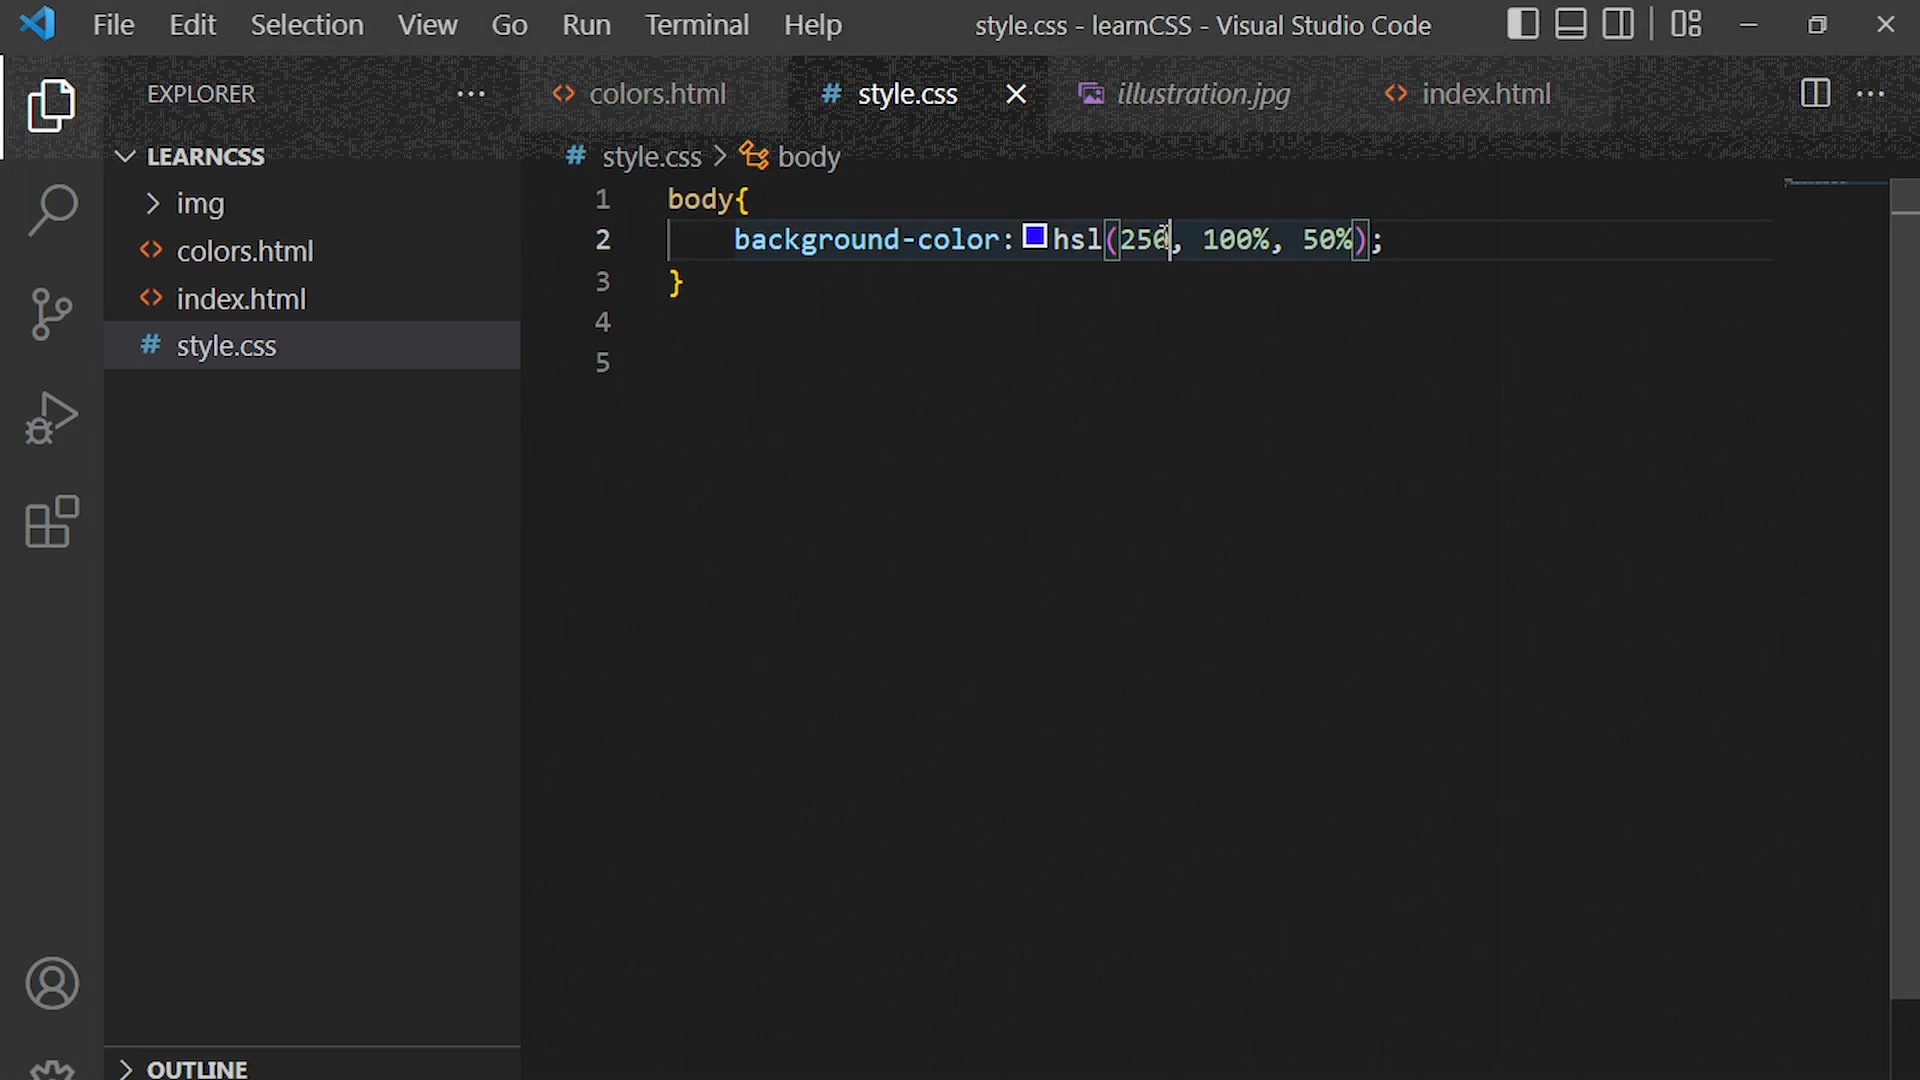 File Edit Selection View Go Run Terminal Help style.css - learnCSS - Visual Studio Code
EXPLORER ··· colors.html # style.css illustration.jpg index.html ···
LEARNCSS
# style.css > body
img
colors.html
index.html
# style.css
1 body{
2 background-color: hsl(250, 100%, 50%);
3 }
4
5
OUTLINE